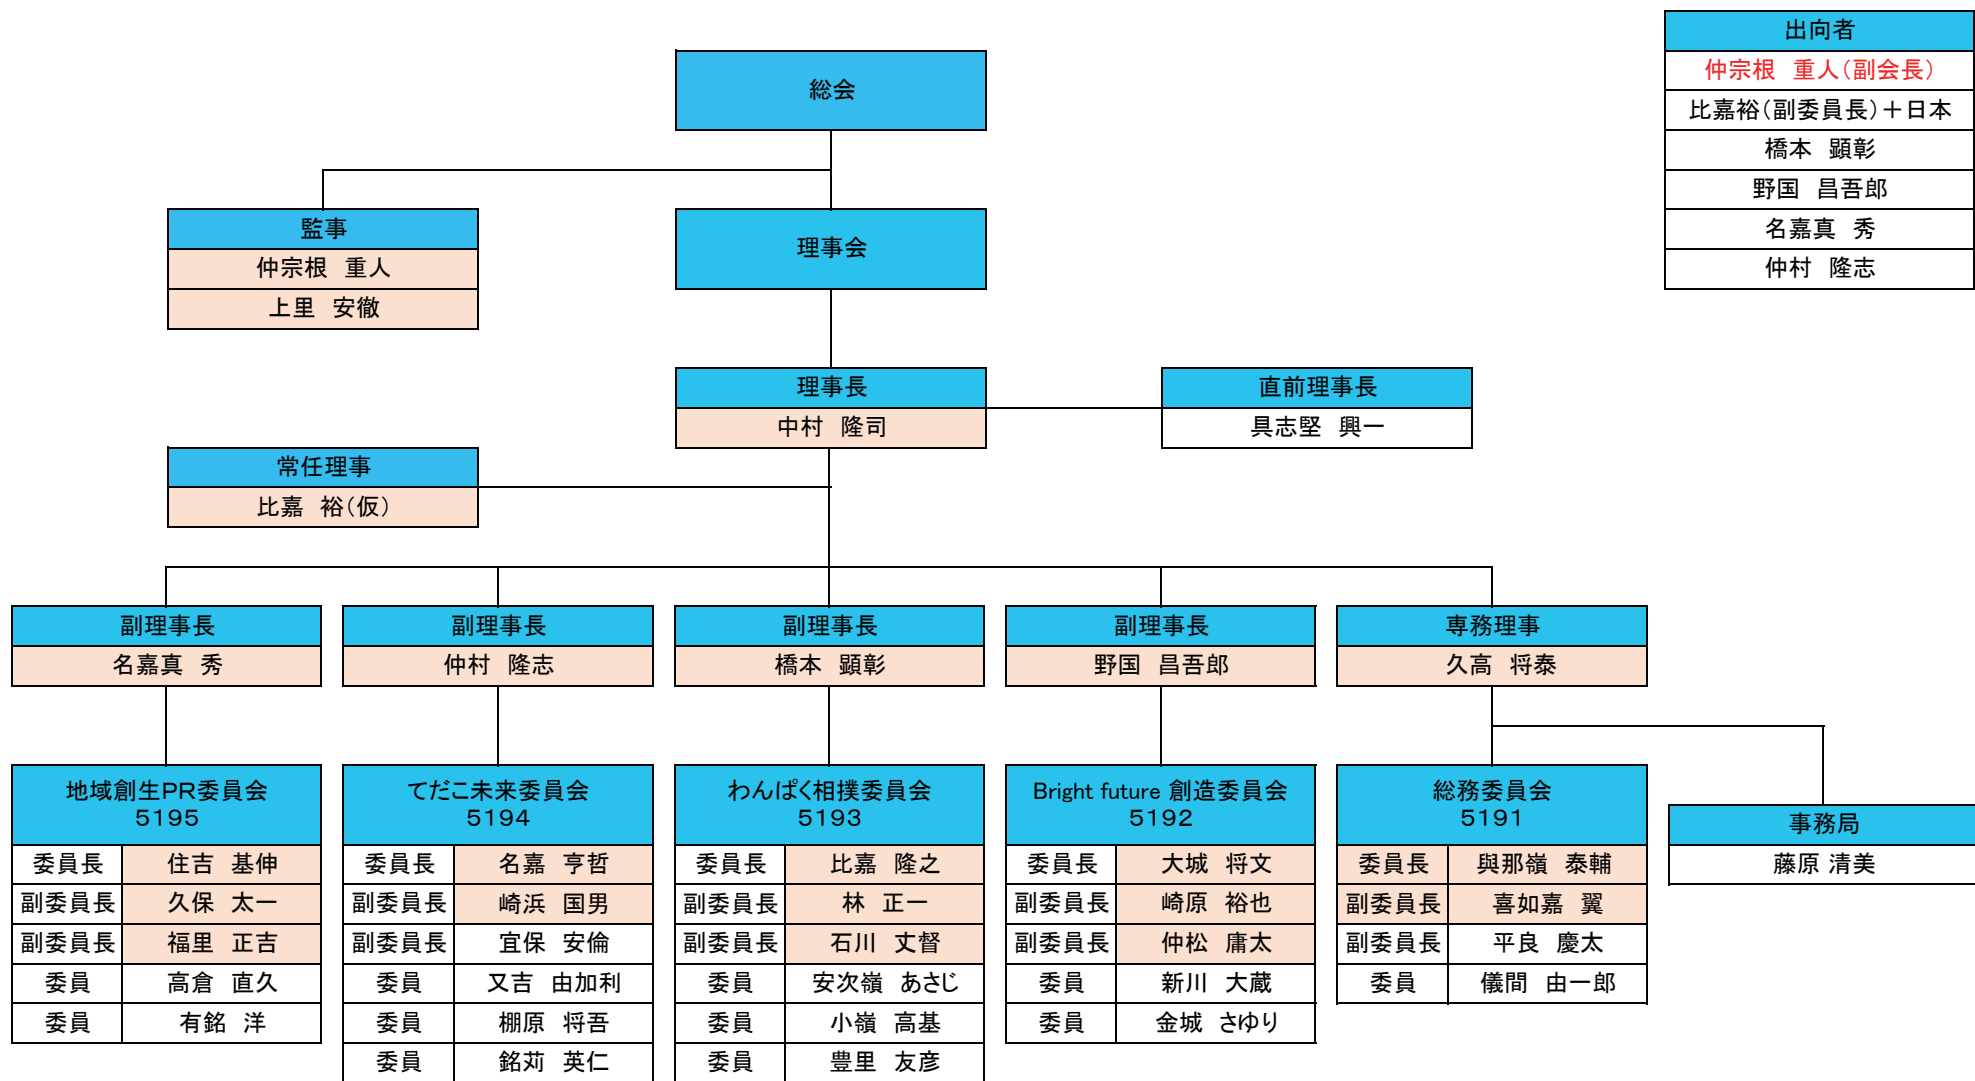 出向者
仲宗根 重人(副会長)
比嘉裕(副委員長)+日本
橋本 顕彰
野国 昌吾郎
名嘉真 秀
仲村 隆志
総会
監事
仲宗根 重人
上里 安徹
理事会
理事長
中村 隆司
直前理事長
具志堅 興一
常任理事
比嘉 裕(仮)
副理事長
名嘉真 秀
副理事長
仲村 隆志
副理事長
橋本 顕彰
副理事長
野国 昌吾郎
専務理事
久高 将泰
地域創生PR委員会
5195
委員長 住吉 基伸
副委員長 久保 太一
副委員長 福里 正吉
委員 高倉 直久
委員 有銘 洋
てだこ未来委員会
5194
委員長 名嘉 亨哲
副委員長 崎浜 国男
副委員長 宜保 安倫
委員 又吉 由加利
委員 棚原 将吾
委員 銘苅 英仁
わんぱく相撲委員会
5193
委員長 比嘉 隆之
副委員長 林 正一
副委員長 石川 丈督
委員 安次嶺 あさじ
委員 小嶺 高基
委員 豊里 友彦
Bright future 創造委員会
5192
委員長 大城 将文
副委員長 崎原 裕也
副委員長 仲松 庸太
委員 新川 大蔵
委員 金城 さゆり
総務委員会
5191
委員長 與那嶺 泰輔
副委員長 喜如嘉 翼
副委員長 平良 慶太
委員 儀間 由一郎
事務局
藤原 清美